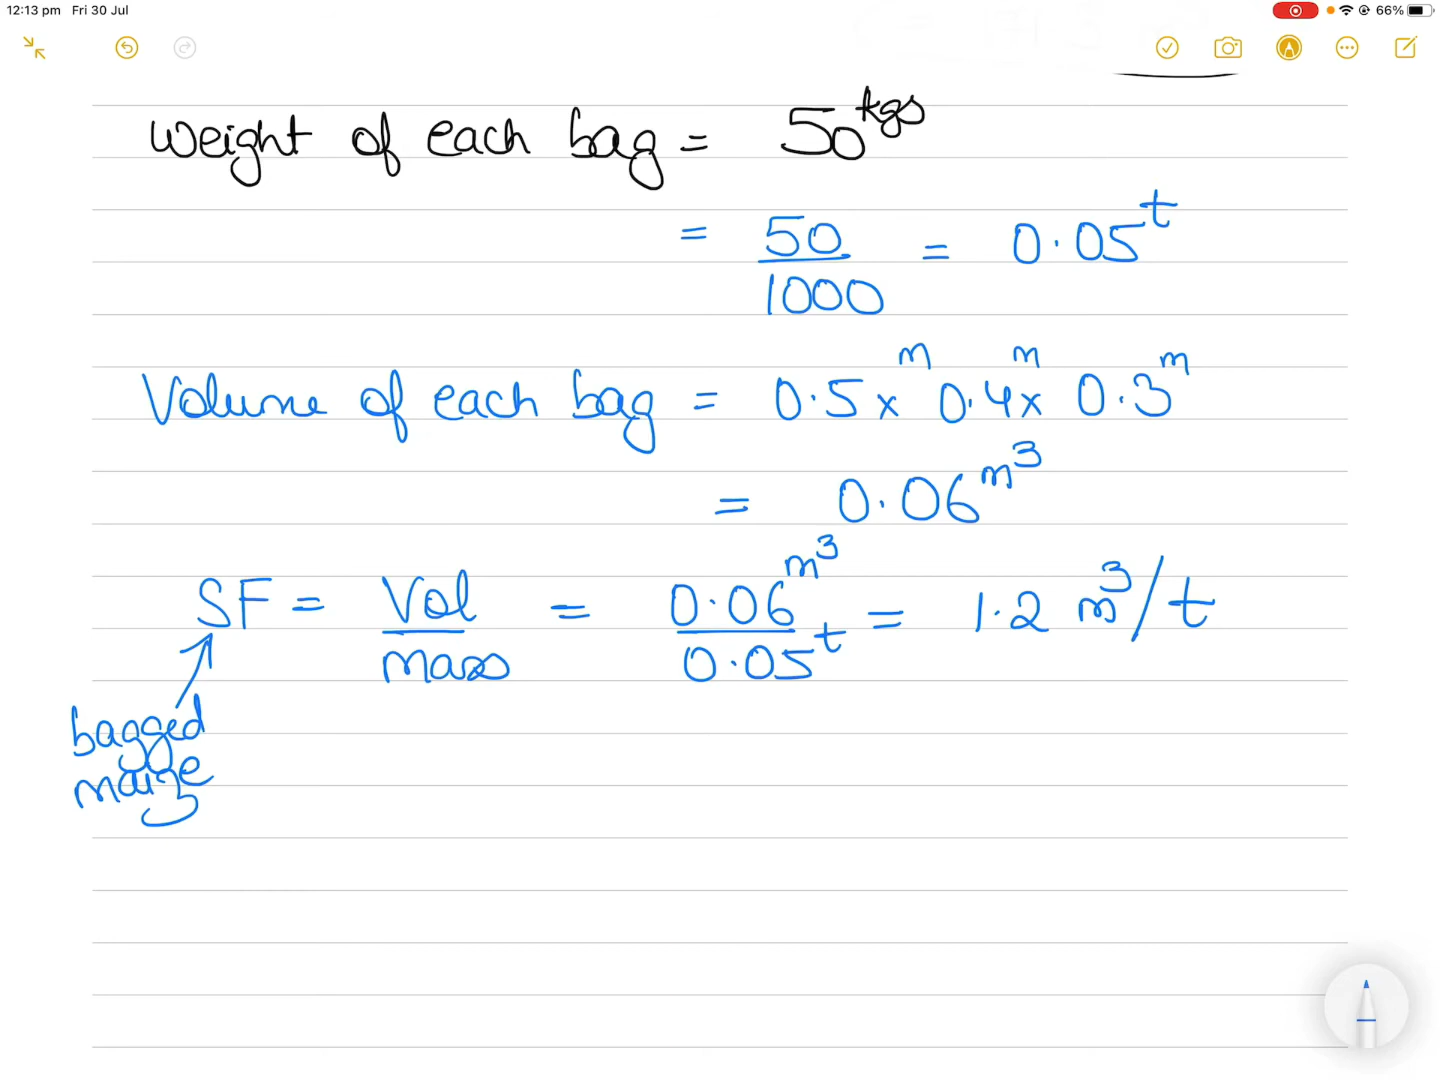 12:13 pm Fri 30 Jul 66%
Weight of each bag = 50 kgs
= 50/1000 = 0.05 t
Volume of each bag = 0.5 m x 0.4 m x 0.3 m
= 0.06 m³
SF = Vol/mass = 0.06 m³/0.05 t = 1.2 m³/t
bagged
maize